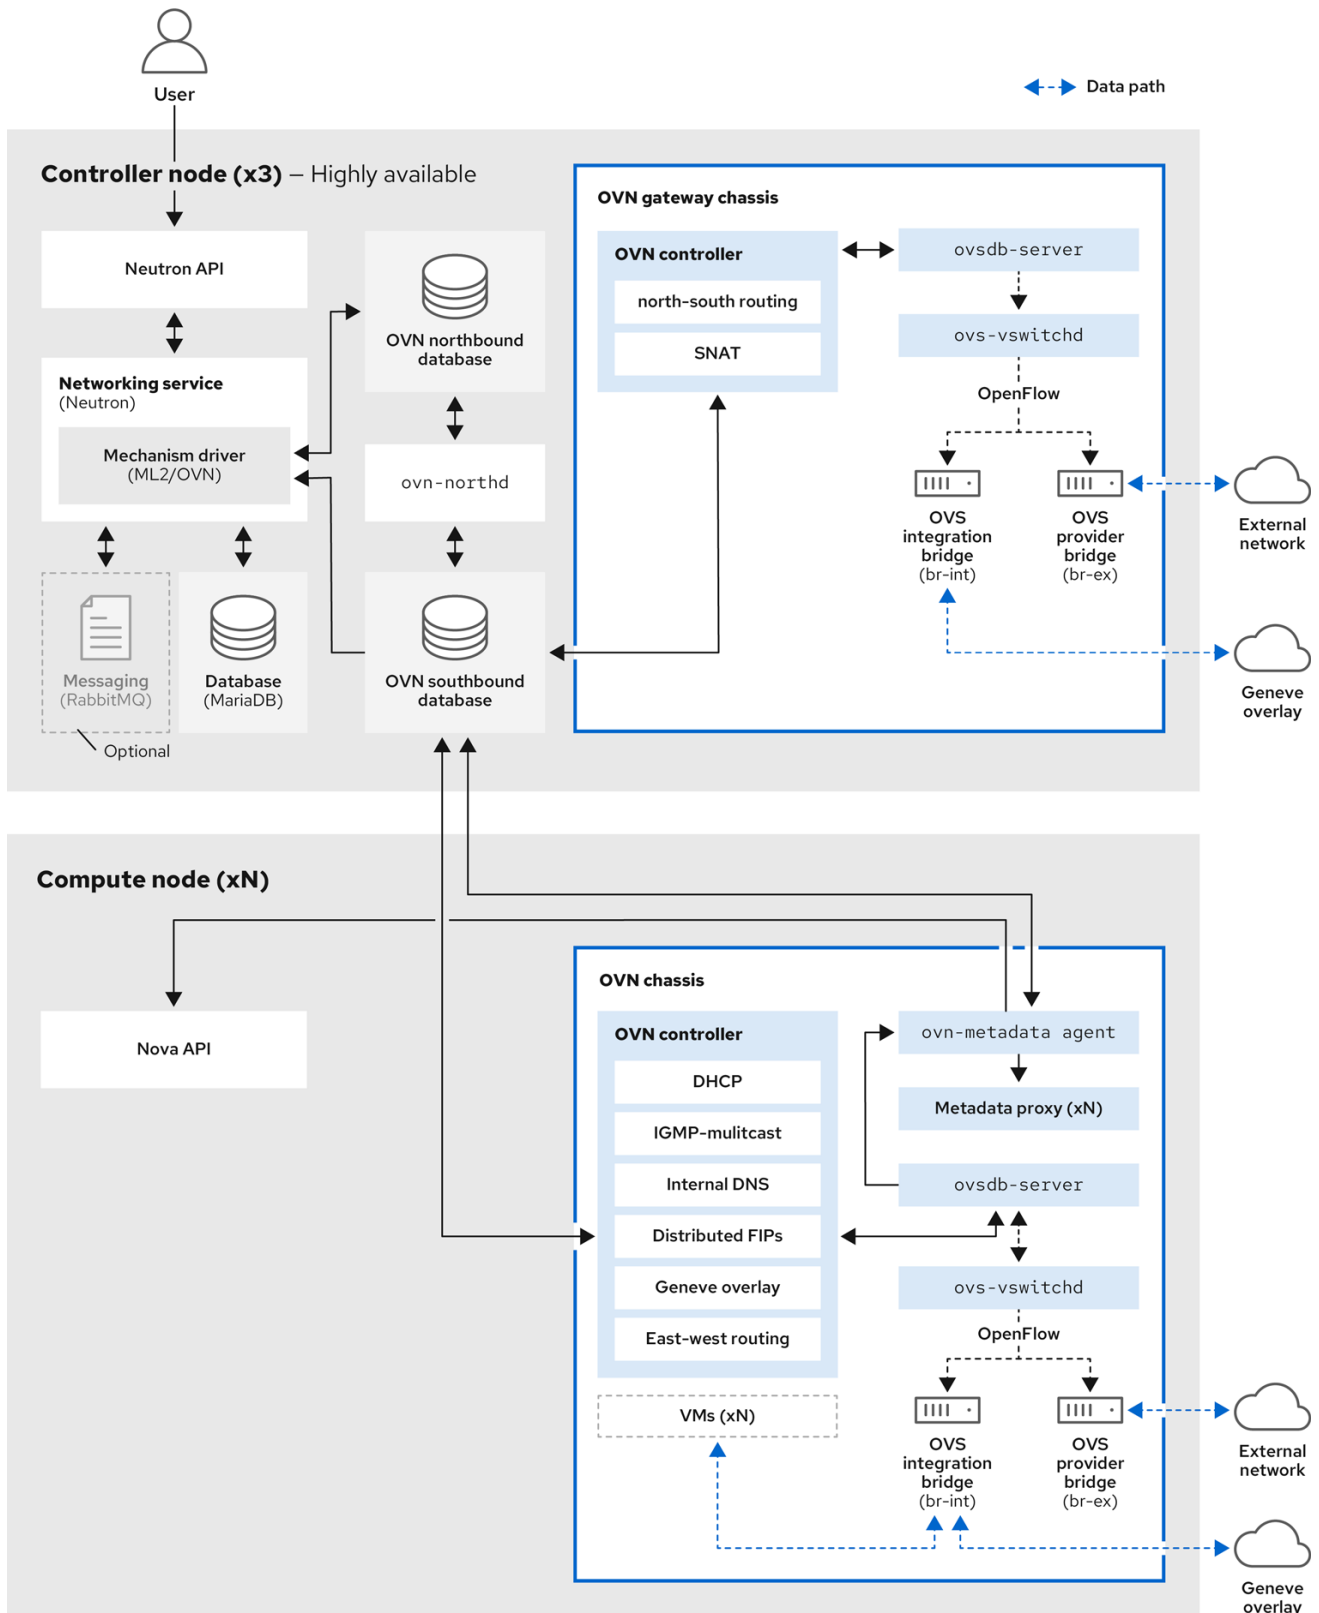 User
Data path
Controller node (x3) – Highly available
Neutron API
Networking service
(Neutron)
Mechanism driver
(ML2/OVN)
Messaging
(RabbitMQ)
Optional
Database
(MariaDB)
OVN northbound
database
ovn-northd
OVN southbound
database
OVN gateway chassis
OVN controller
north-south routing
SNAT
ovsdb-server
ovs-vswitchd
OpenFlow
OVS
integration
bridge
(br-int)
OVS
provider
bridge
(br-ex)
External
network
Geneve
overlay
Compute node (xN)
Nova API
OVN chassis
OVN controller
DHCP
IGMP-mulitcast
Internal DNS
Distributed FIPs
Geneve overlay
East-west routing
VMs (xN)
ovn-metadata agent
Metadata proxy (xN)
ovsdb-server
ovs-vswitchd
OpenFlow
OVS
integration
bridge
(br-int)
OVS
provider
bridge
(br-ex)
External
network
Geneve
overlay